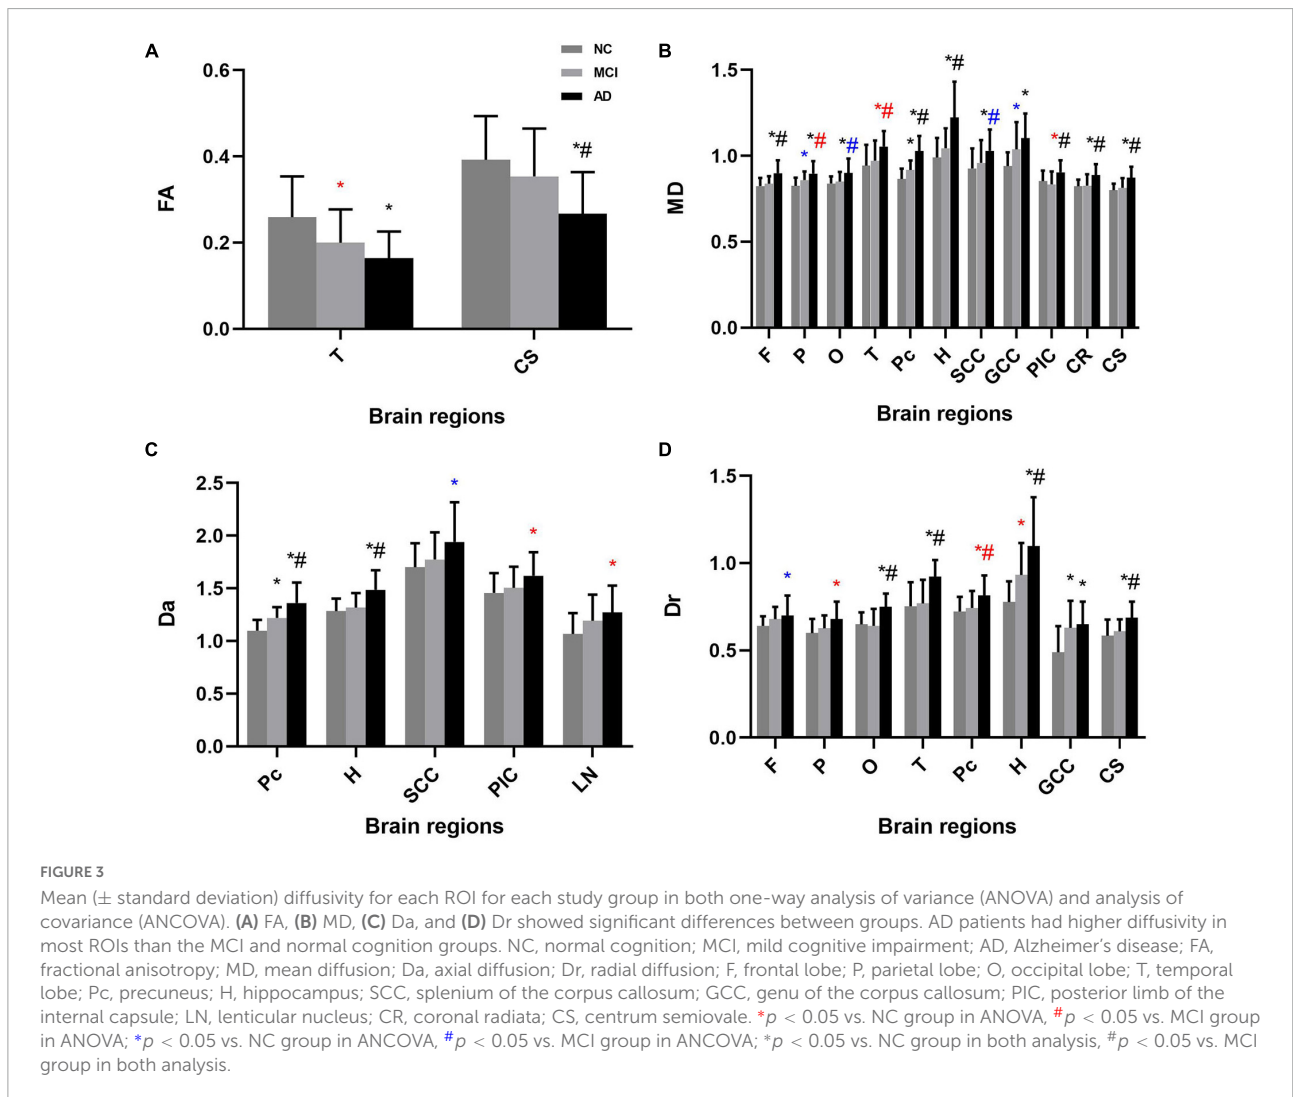 A
NC
MCI
AD
0.6
0.4
0.2
0.0
FA
*
*
*#
T
CS
Brain regions
B
1.5
1.0
0.5
0.0
MD
*#
*
*#
*#
*#
*
*#
*#
*#
*
*
*#
*#
*#
F
P
O
T
Pc
H
SCC
GCC
PIC
CR
CS
Brain regions
C
2.5
2.0
1.5
1.0
0.5
0.0
Da
*
*#
*#
*
*
*
Pc
H
SCC
PIC
LN
Brain regions
D
1.5
1.0
0.5
0.0
Dr
*
*
*#
*#
*#
*
*#
*
*
*#
F
P
O
T
Pc
H
GCC
CS
Brain regions
FIGURE 3
Mean (± standard deviation) diffusivity for each ROI for each study group in both one-way analysis of variance (ANOVA) and analysis of
covariance (ANCOVA). (A) FA, (B) MD, (C) Da, and (D) Dr showed significant differences between groups. AD patients had higher diffusivity in
most ROIs than the MCI and normal cognition groups. NC, normal cognition; MCI, mild cognitive impairment; AD, Alzheimer's disease; FA,
fractional anisotropy; MD, mean diffusion; Da, axial diffusion; Dr, radial diffusion; F, frontal lobe; P, parietal lobe; O, occipital lobe; T, temporal
lobe; Pc, precuneus; H, hippocampus; SCC, splenium of the corpus callosum; GCC, genu of the corpus callosum; PIC, posterior limb of the
internal capsule; LN, lenticular nucleus; CR, coronal radiata; CS, centrum semiovale. *p < 0.05 vs. NC group in ANOVA, #p < 0.05 vs. MCI group
in ANOVA; *p < 0.05 vs. NC group in ANCOVA, #p < 0.05 vs. MCI group in ANCOVA; *p < 0.05 vs. NC group in both analysis, #p < 0.05 vs. MCI
group in both analysis.